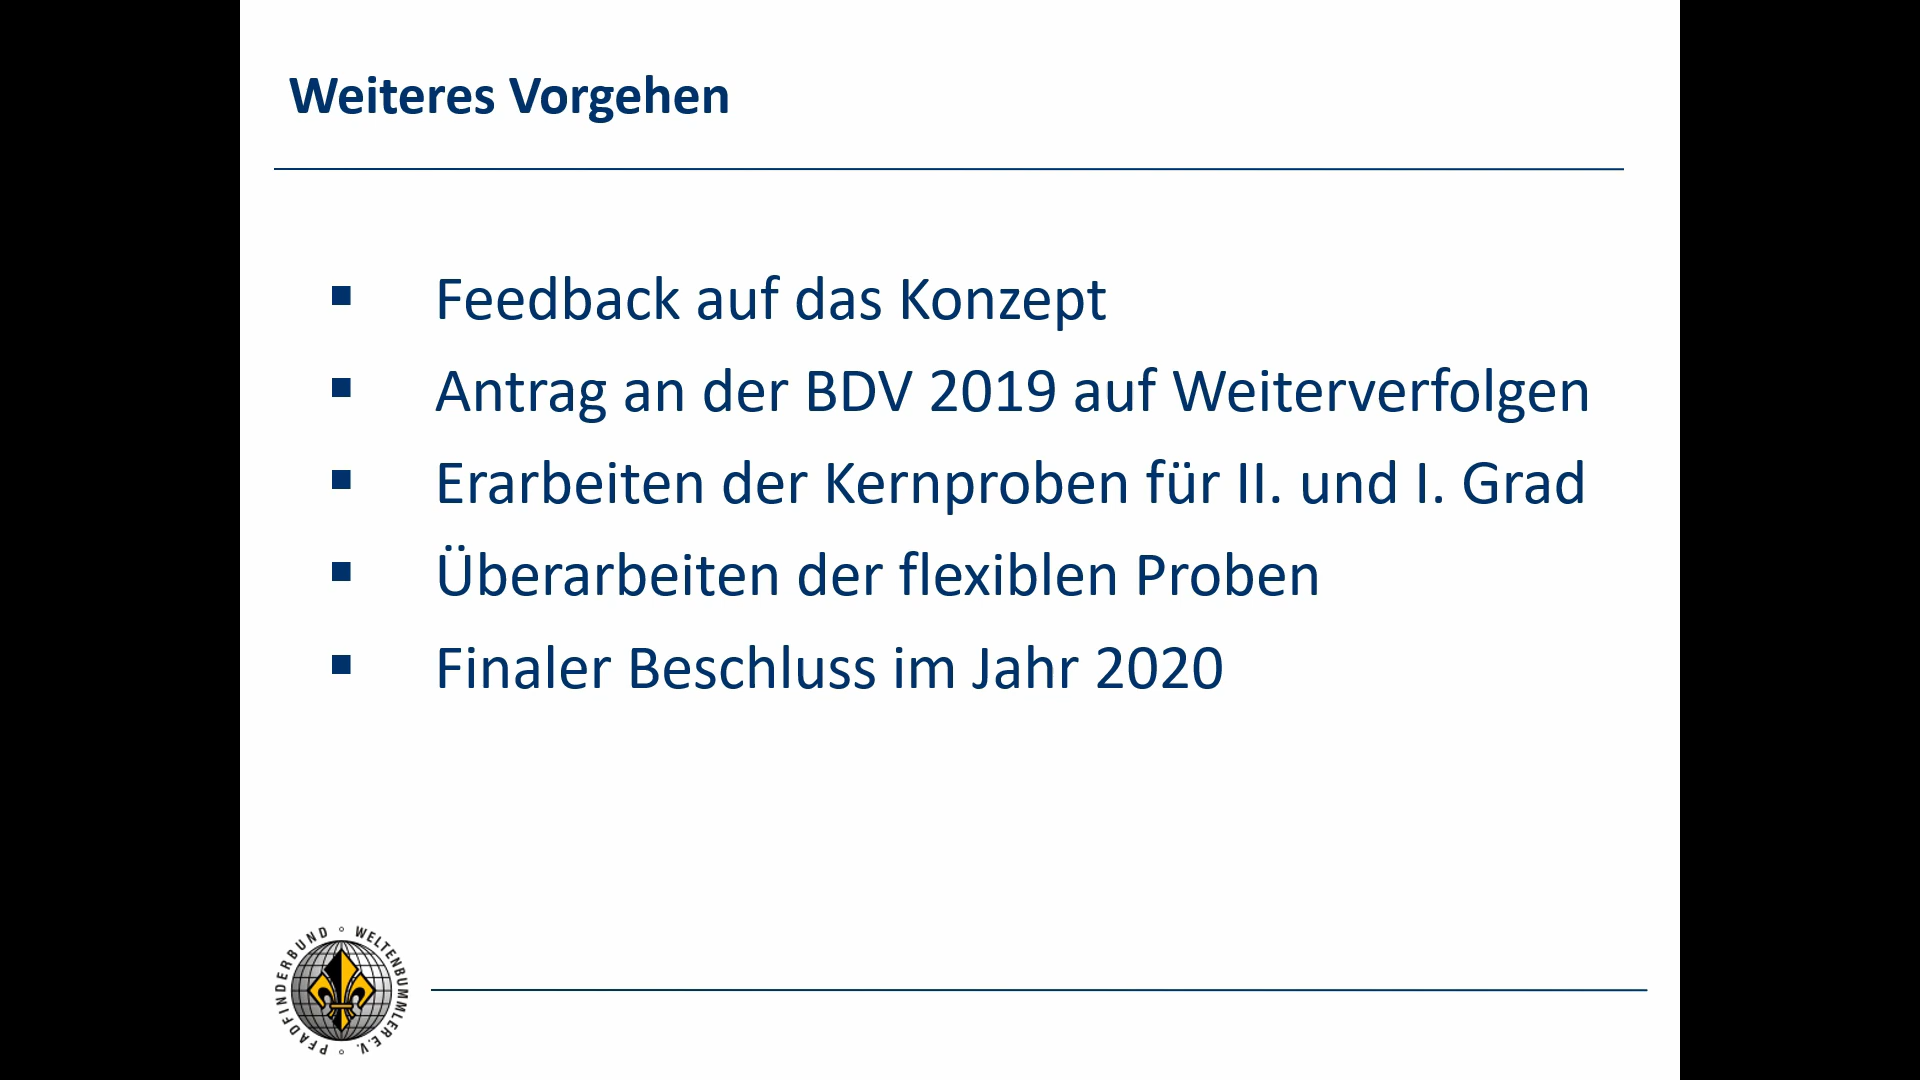 Weiteres Vorgehen
▪ Feedback auf das Konzept
▪ Antrag an der BDV 2019 auf Weiterverfolgen
▪ Erarbeiten der Kernproben für II. und I. Grad
▪ Überarbeiten der flexiblen Proben
▪ Finaler Beschluss im Jahr 2020
PFADFINDERBUND ◦ WELTENBUMMLER E.V. ◦